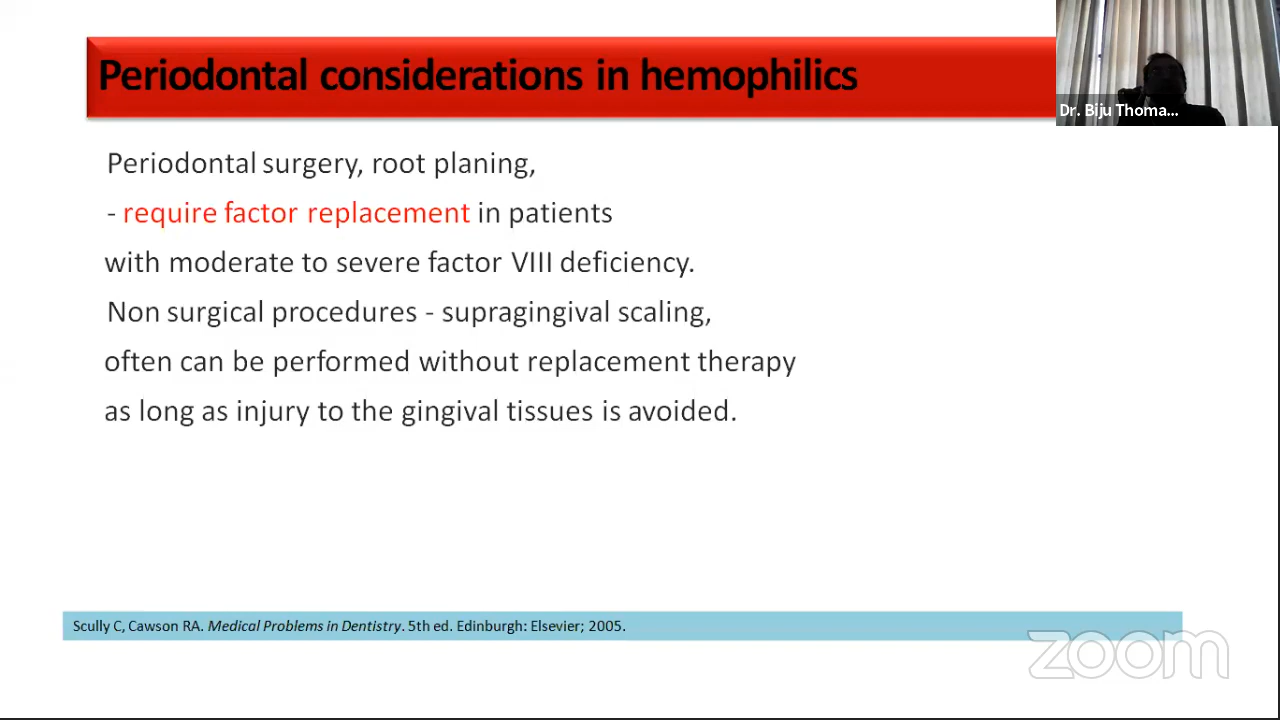 Periodontal considerations in hemophilics
Dr. Biju Thoma...
Periodontal surgery, root planing,
- require factor replacement in patients
with moderate to severe factor VIII deficiency.
Non surgical procedures - supragingival scaling,
often can be performed without replacement therapy
as long as injury to the gingival tissues is avoided.
Scully C, Cawson RA. Medical Problems in Dentistry. 5th ed. Edinburgh: Elsevier; 2005.
zoom